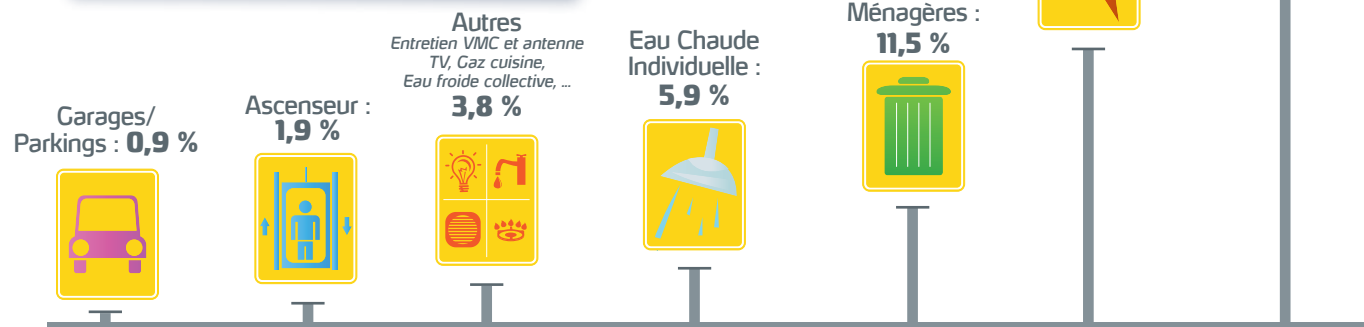 Garages/
Parkings : 0,9 %
Ascenseur :
1,9 %
Autres
Entretien VMC et antenne
TV, Gaz cuisine,
Eau froide collective, ...
3,8 %
Eau Chaude
Individuelle :
5,9 %
Ménagères :
11,5 %